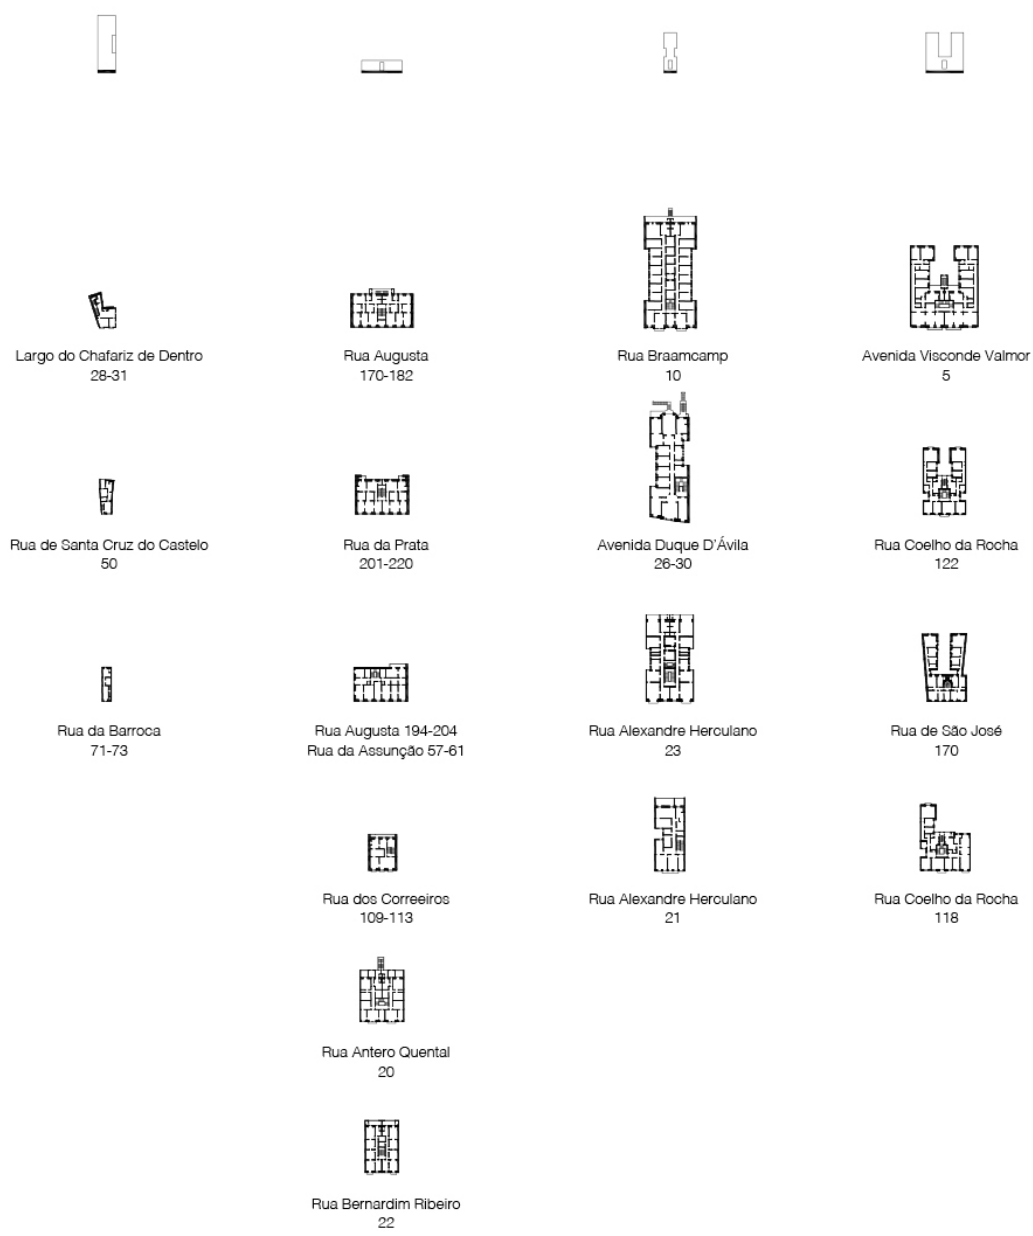 Largo do Chafariz de Dentro
28-31
Rua Augusta
170-182
Rua Braamcamp
10
Avenida Visconde Valmor
5
Rua de Santa Cruz do Castelo
50
Rua da Prata
201-220
Avenida Duque D'Ávila
26-30
Rua Coelho da Rocha
122
Rua da Barroca
71-73
Rua Augusta 194-204
Rua da Assunção 57-61
Rua Alexandre Herculano
23
Rua de São José
170
Rua dos Correeiros
109-113
Rua Alexandre Herculano
21
Rua Coelho da Rocha
118
Rua Antero Quental
20
Rua Bernardim Ribeiro
22